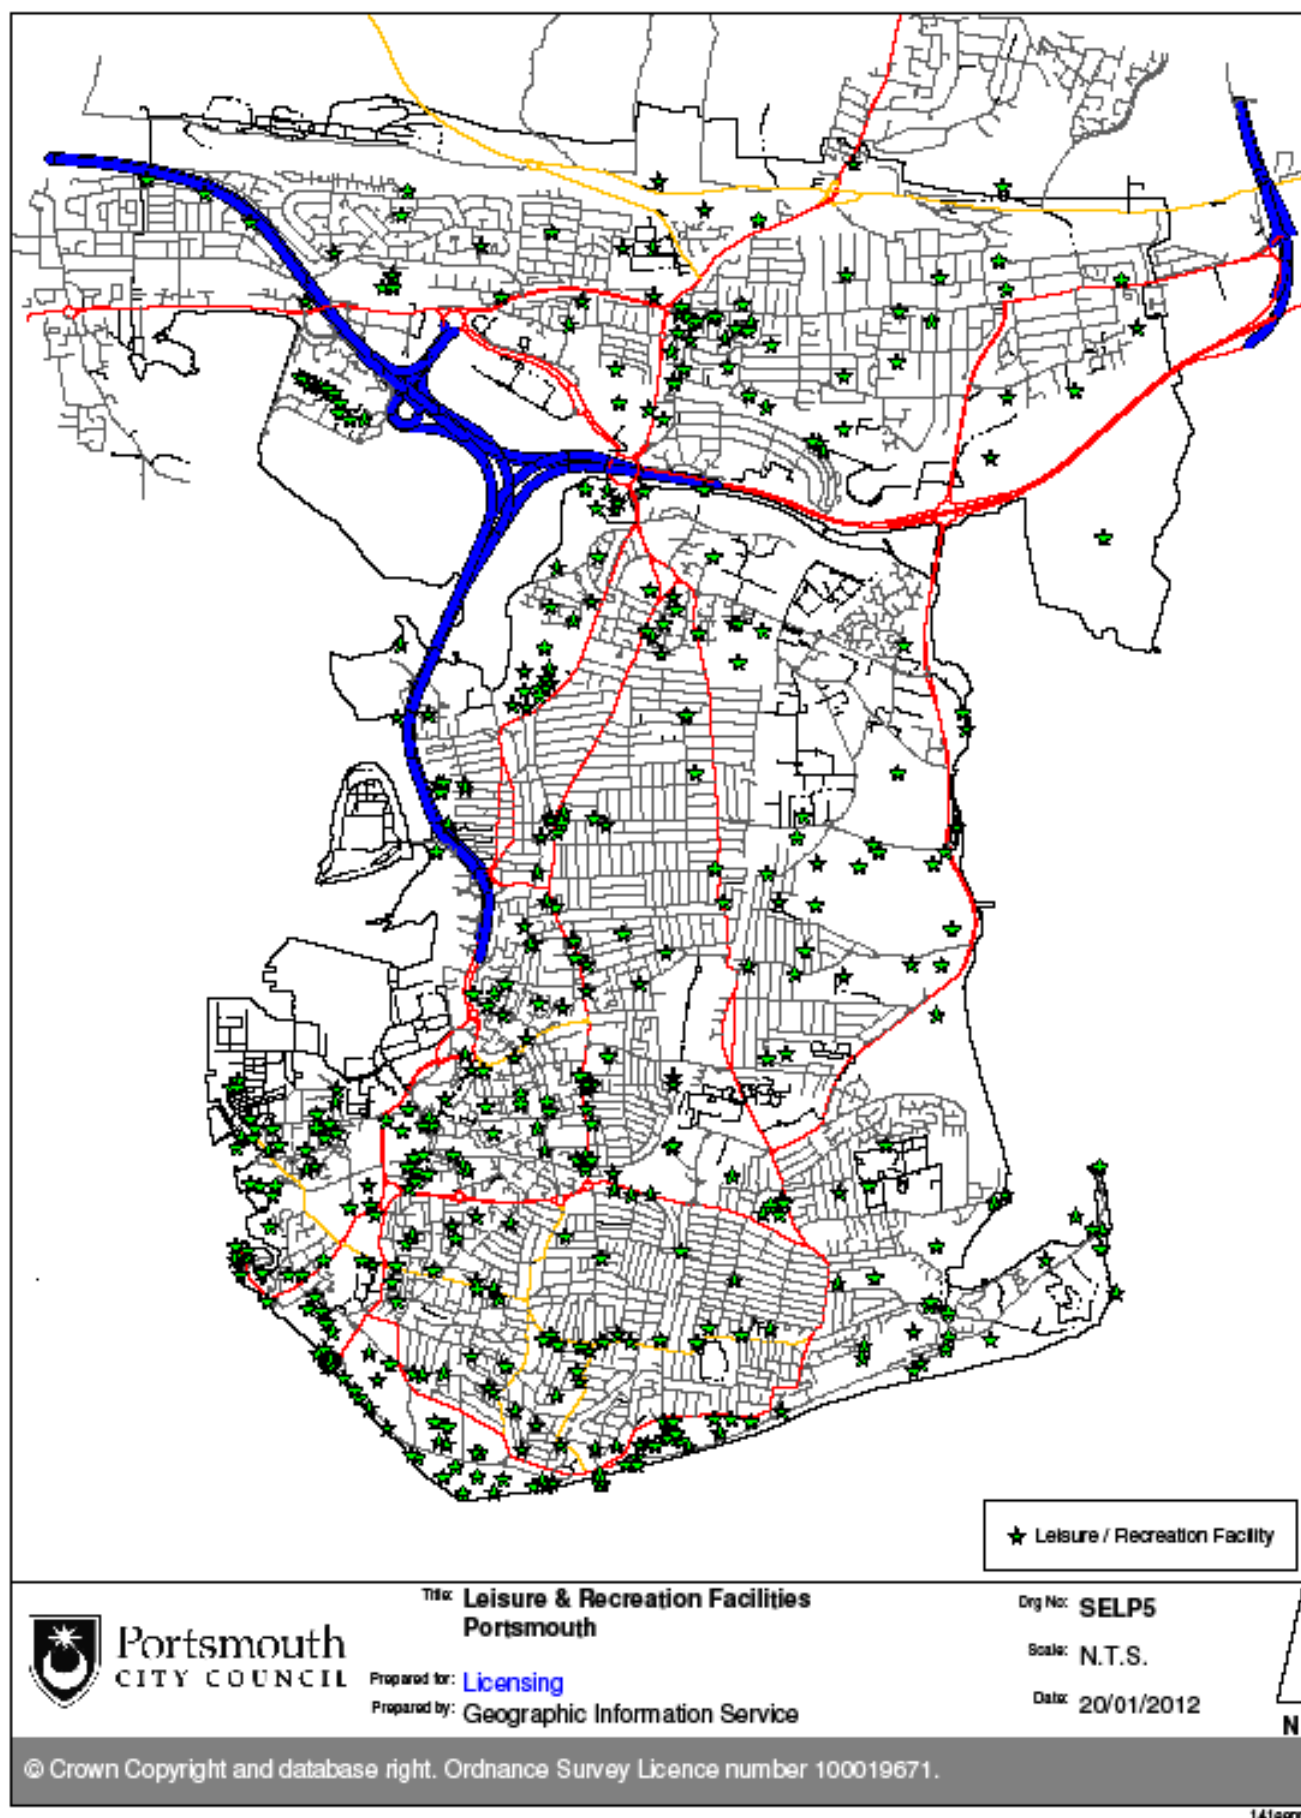 Leisure / Recreation Facility
Title: Leisure & Recreation Facilities
Portsmouth
Prepared for: Licensing
Prepared by: Geographic Information Service
Portsmouth
CITY COUNCIL
Drg No: SELP5
Scale: N.T.S.
Date: 20/01/2012
N
© Crown Copyright and database right. Ordnance Survey Licence number 100019671.